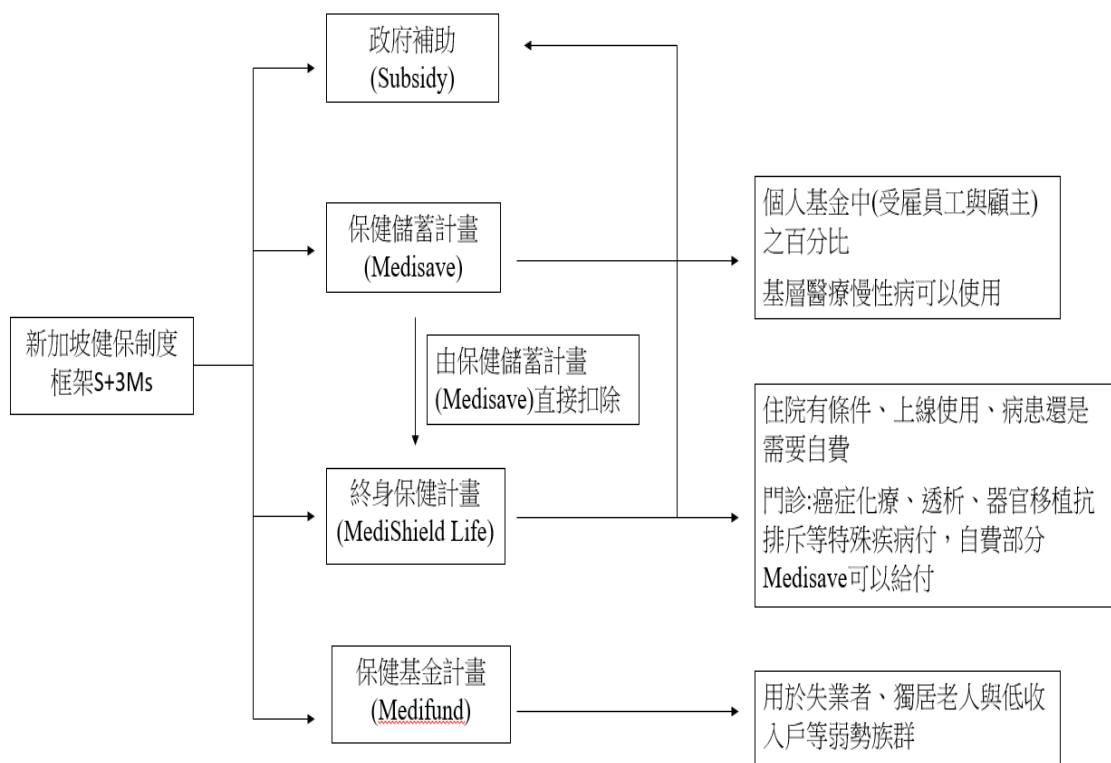 政府補助
(Subsidy)
保健儲蓄計畫
(Medisave)
個人基金中(受雇員工與顧主)
之百分比
基層醫療慢性病可以使用
新加坡健保制度
框架S+3Ms
由保健儲蓄計畫
(Medisave)直接扣除
終身保健計畫
(MediShield Life)
住院有條件、上線使用、病患還是
需要自費
門診:癌症化療、透析、器官移植抗
排斥等特殊疾病付，自費部分
Medisave可以給付
保健基金計畫
(Medifund)
用於失業者、獨居老人與低收
入戶等弱勢族群